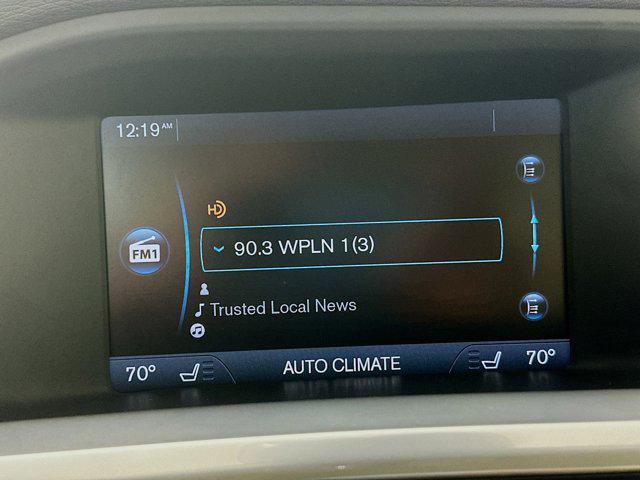 12:19 AM
HD
90.3 WPLN 1(3)
FM1
Trusted Local News
70° AUTO CLIMATE 70°